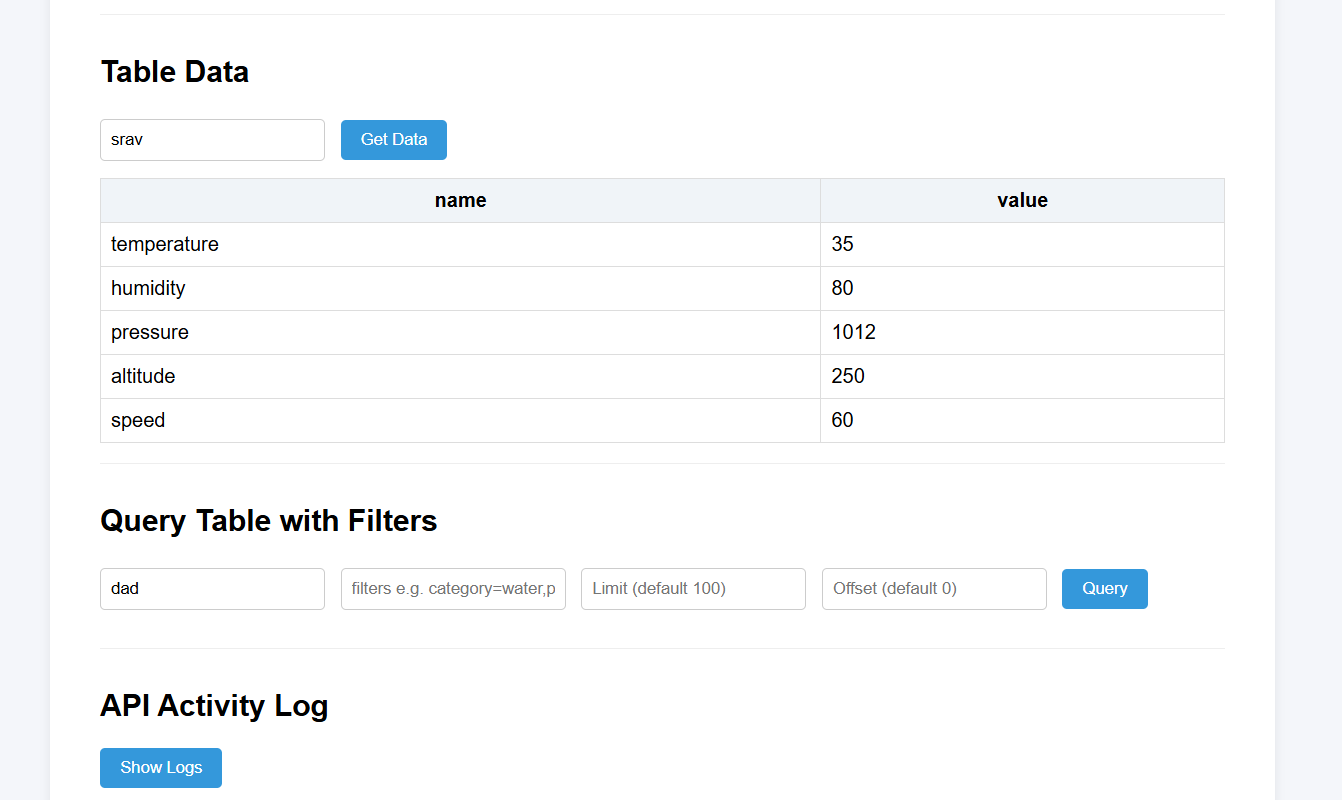 Table Data
srav Get Data
name value
temperature 35
humidity 80
pressure 1012
altitude 250
speed 60
Query Table with Filters
dad filters e.g. category=water,p Limit (default 100) Offset (default 0) Query
API Activity Log
Show Logs